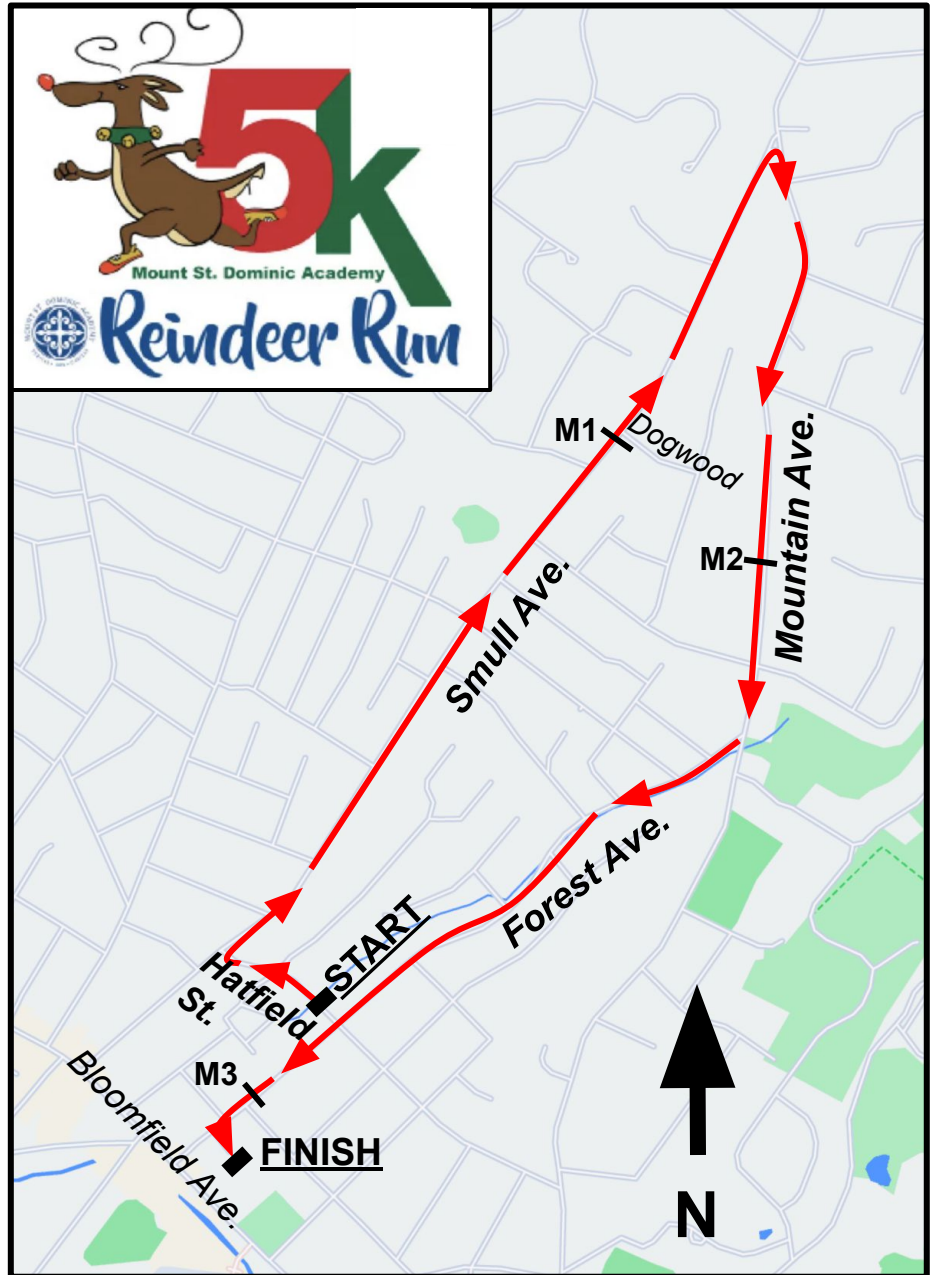 5k
Mount St. Dominic Academy
Reindeer Run
M1
Dogwood
Mountain Ave.
M2
Smull Ave.
Forest Ave.
START
Hatfield
St.
M3
Bloomfield Ave.
FINISH
N